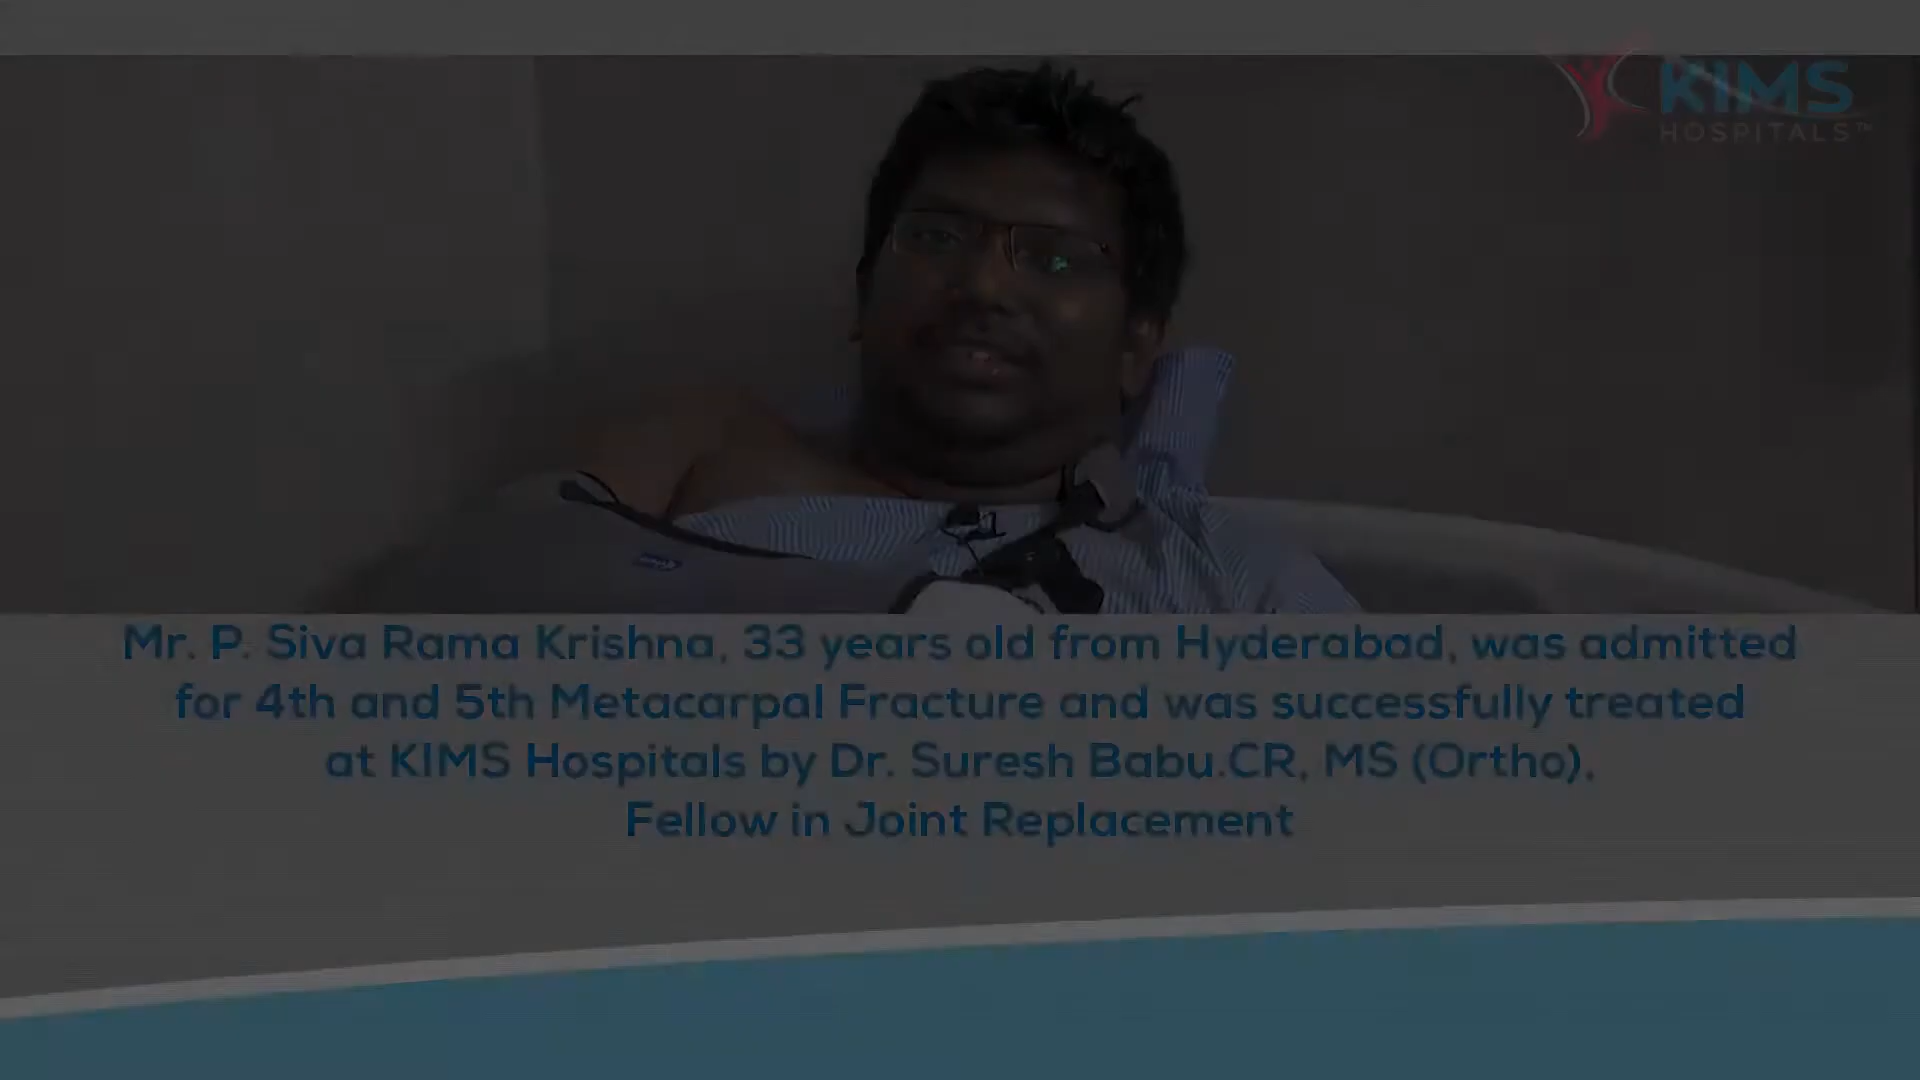 KIMS
HOSPITALS™
Mr. P. Siva Rama Krishna, 33 years old from Hyderabad, was admitted
for 4th and 5th Metacarpal Fracture and was successfully treated
at KIMS Hospitals by Dr. Suresh Babu.CR, MS (Ortho),
Fellow in Joint Replacement